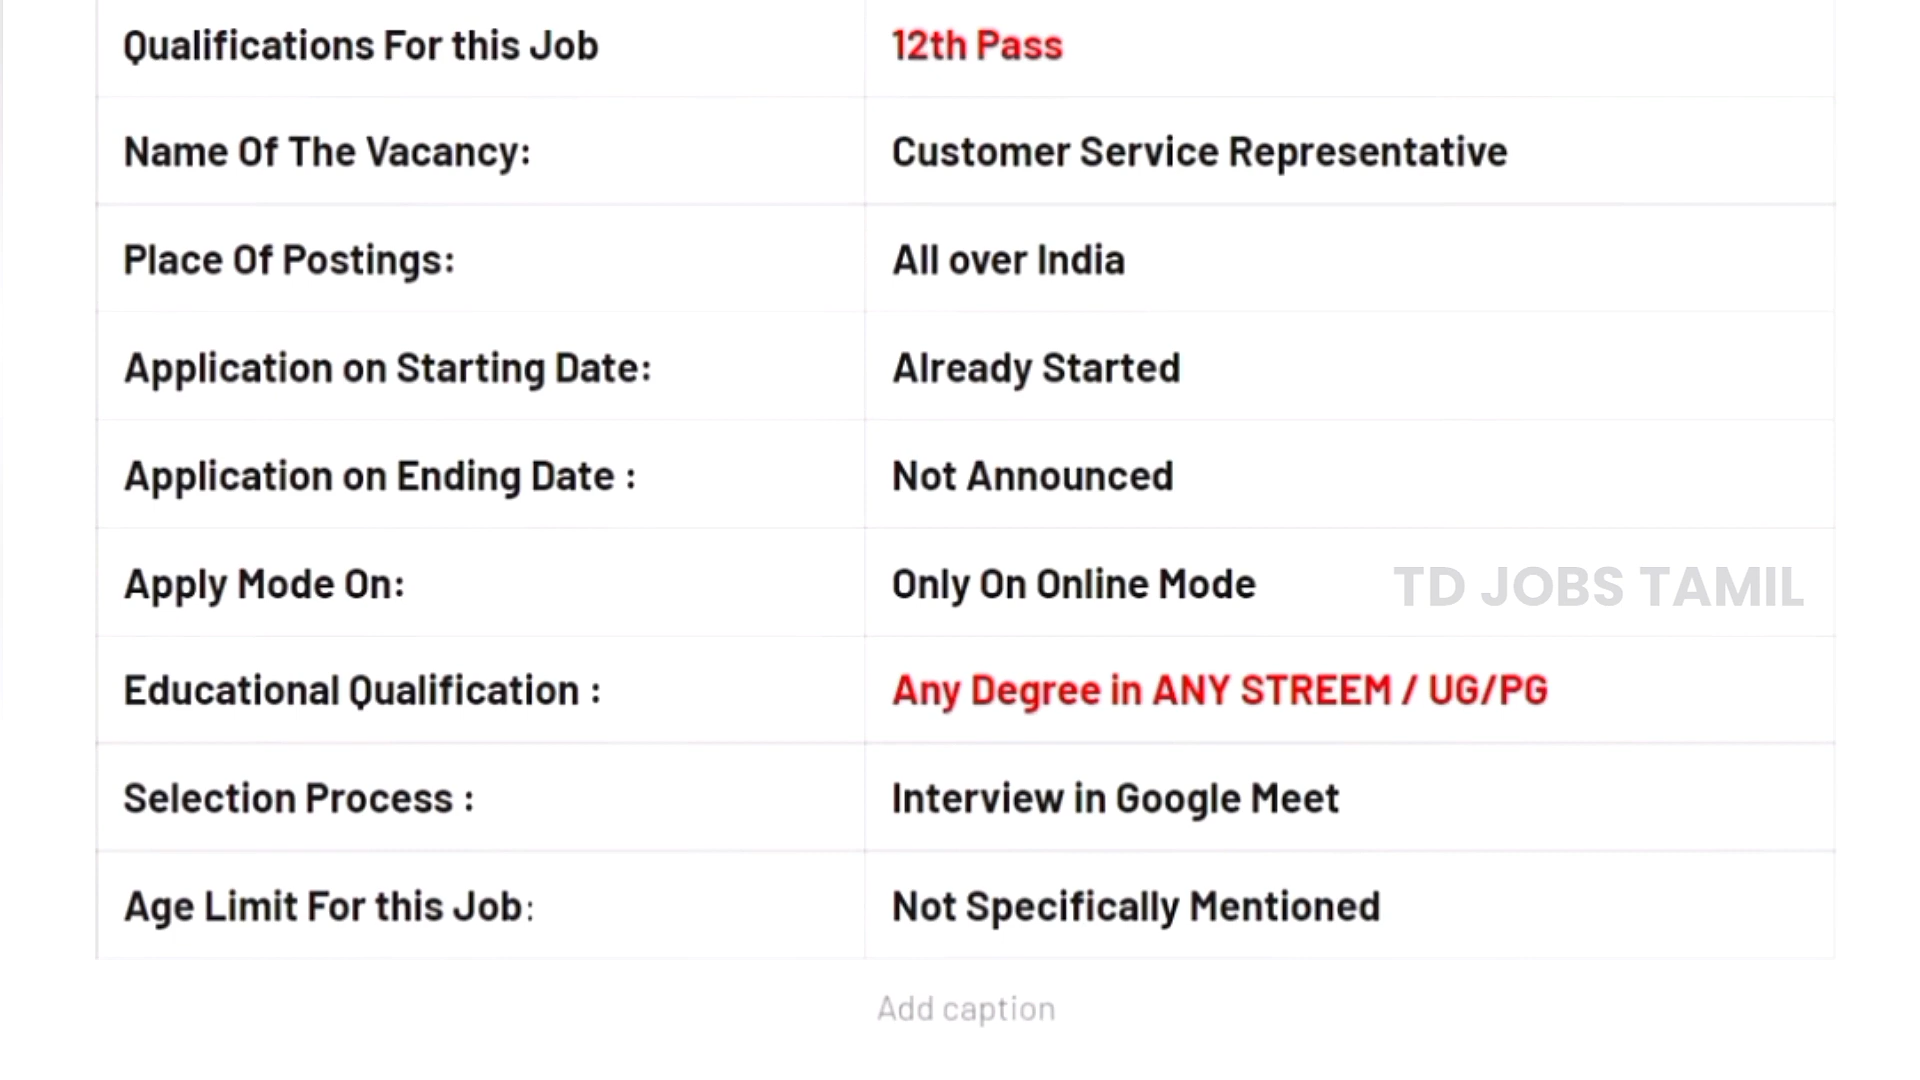 Qualifications For this Job 12th Pass
Name Of The Vacancy: Customer Service Representative
Place Of Postings: All over India
Application on Starting Date: Already Started
Application on Ending Date : Not Announced
Apply Mode On: Only On Online Mode TD JOBS TAMIL
Educational Qualification : Any Degree in ANY STREEM / UG/PG
Selection Process : Interview in Google Meet
Age Limit For this Job: Not Specifically Mentioned
Add caption